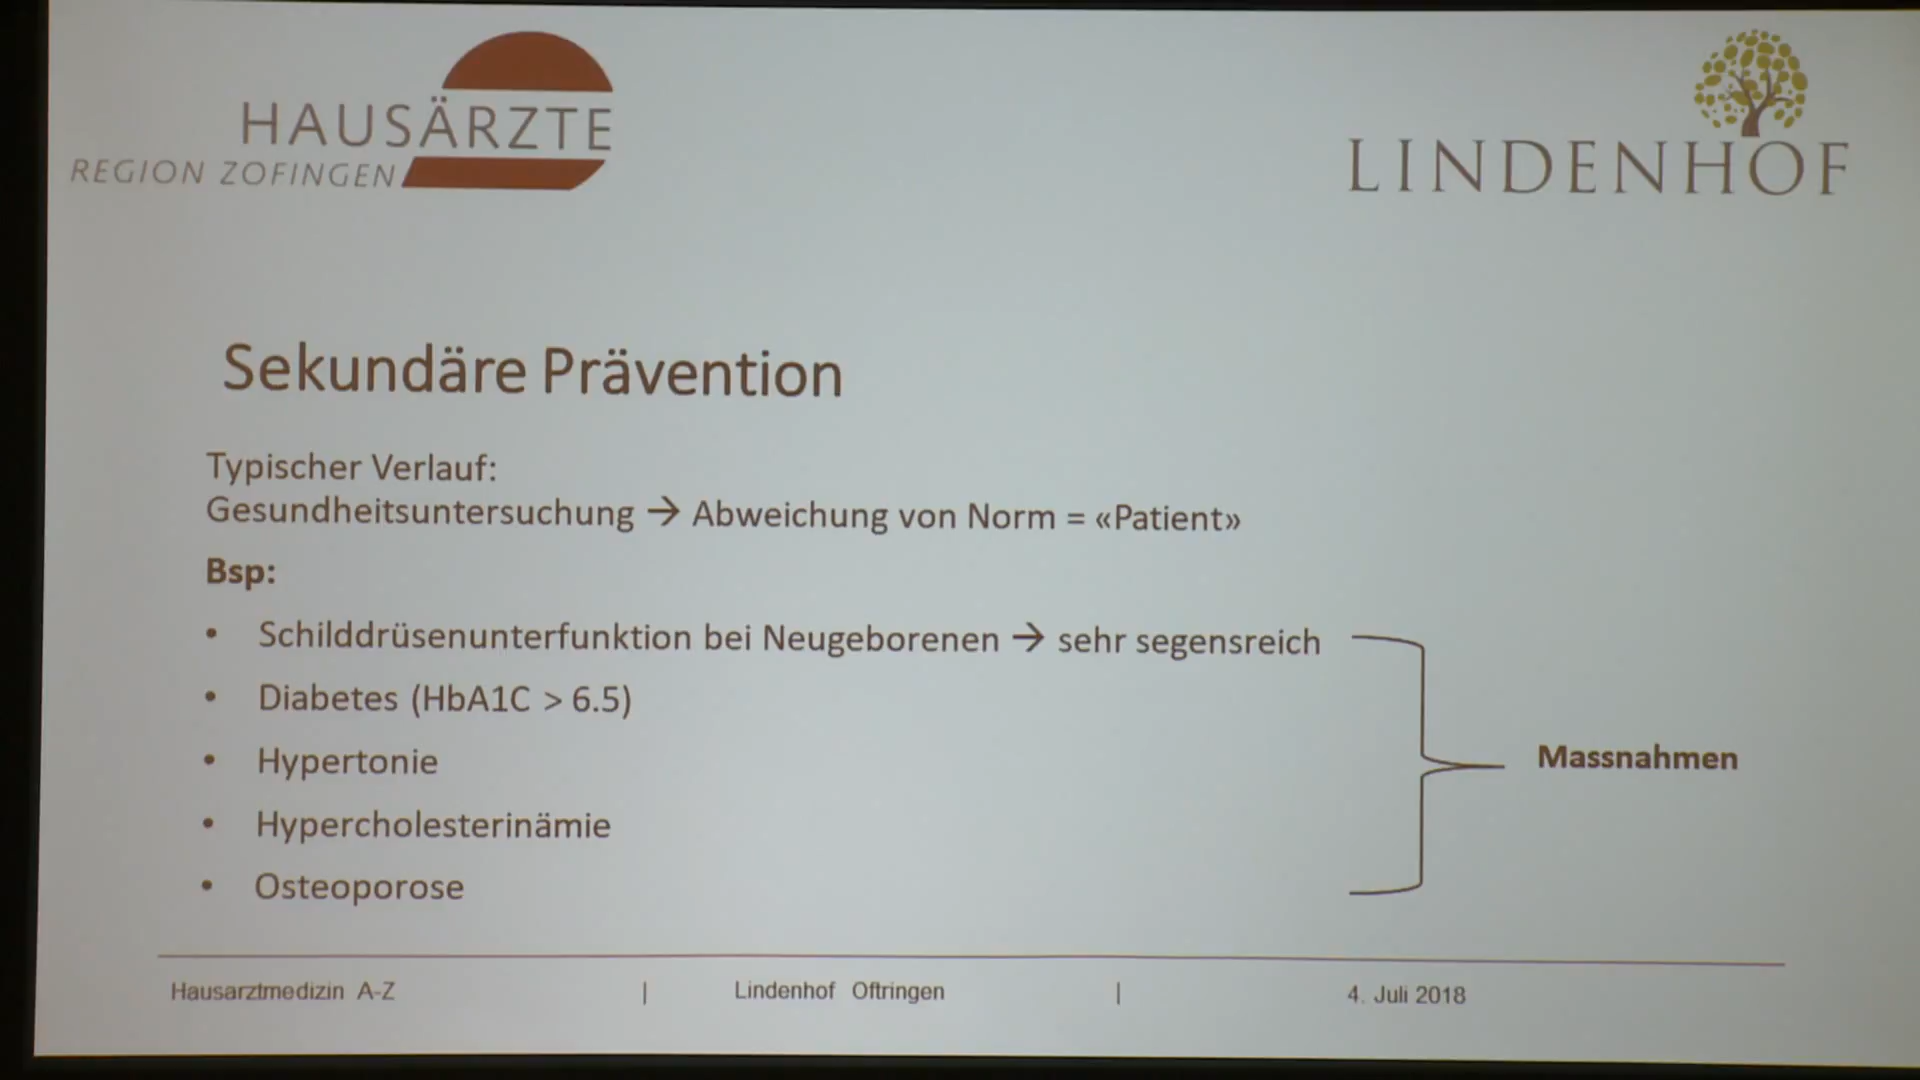 HAUSÄRZTE
REGION ZOFINGEN
LINDENHOF
Sekundäre Prävention
Typischer Verlauf:
Gesundheitsuntersuchung → Abweichung von Norm = «Patient»
Bsp:
• Schilddrüsenunterfunktion bei Neugeborenen → sehr segensreich
• Diabetes (HbA1C > 6.5)
• Hypertonie
• Hypercholesterinämie
• Osteoporose
Massnahmen
Hausarztmedizin A-Z | Lindenhof Oftringen | 4. Juli 2018